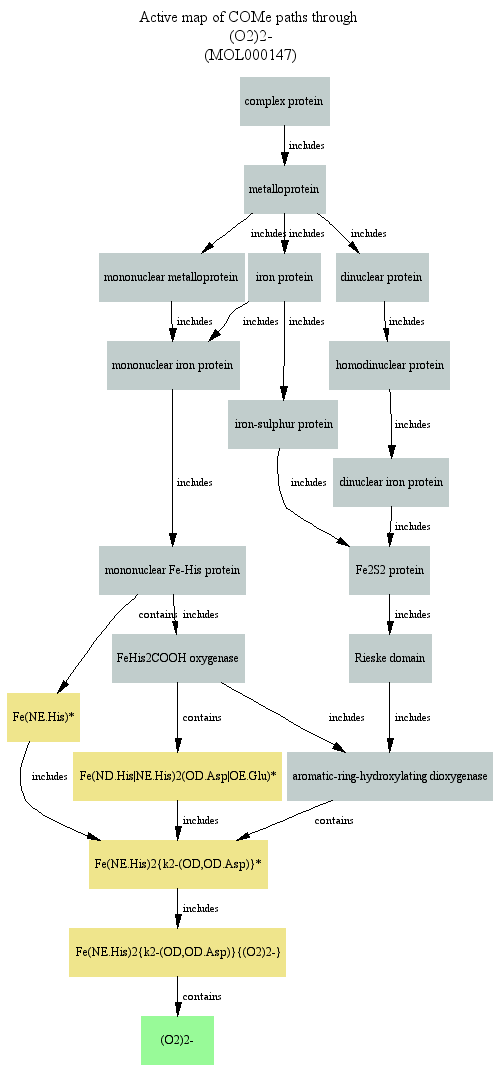 Active map of COMe paths through
(O2)2-
(MOL000147)
complex protein
includes
metalloprotein
includes includes includes
mononuclear metalloprotein iron protein dinuclear protein
includes includes includes includes
mononuclear iron protein homodinuclear protein
iron-sulphur protein includes
dinuclear iron protein
includes includes
includes
mononuclear Fe-His protein Fe2S2 protein
contains includes includes
FeHis2COOH oxygenase Rieske domain
Fe(NE.His)* contains includes includes
includes Fe(ND.His|NE.His)2(OD.Asp|OE.Glu)* aromatic-ring-hydroxylating dioxygenase
includes contains
Fe(NE.His)2{k2-(OD,OD.Asp)}*
includes
Fe(NE.His)2{k2-(OD,OD.Asp)}{(O2)2-}
contains
(O2)2-